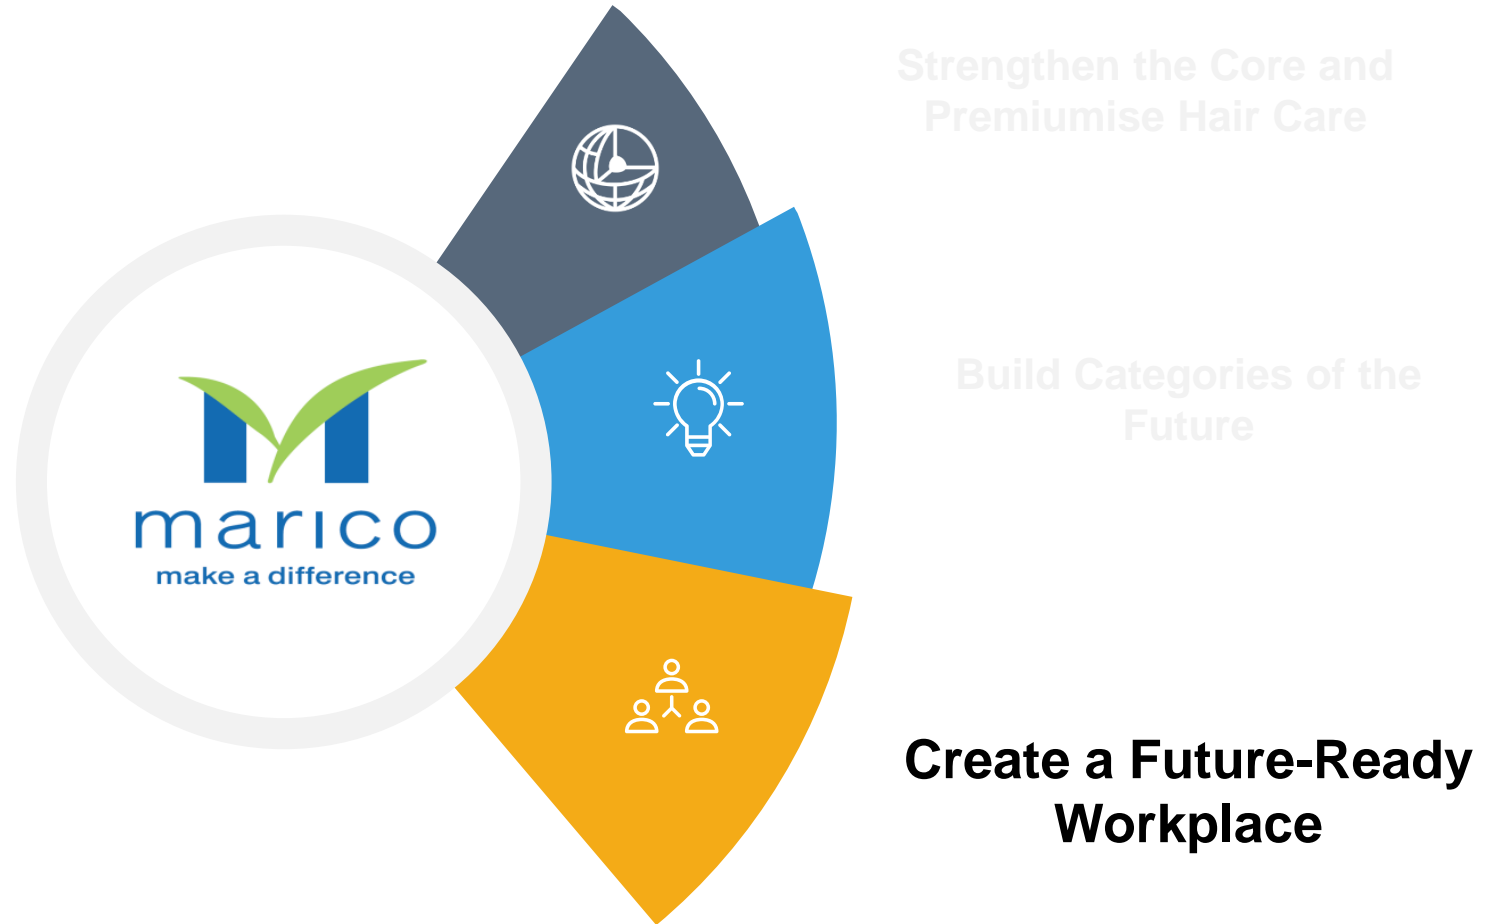 Strengthen the Core and
Premiumise Hair Care
Build Categories of the
Future
marico
make a difference
Create a Future-Ready
Workplace